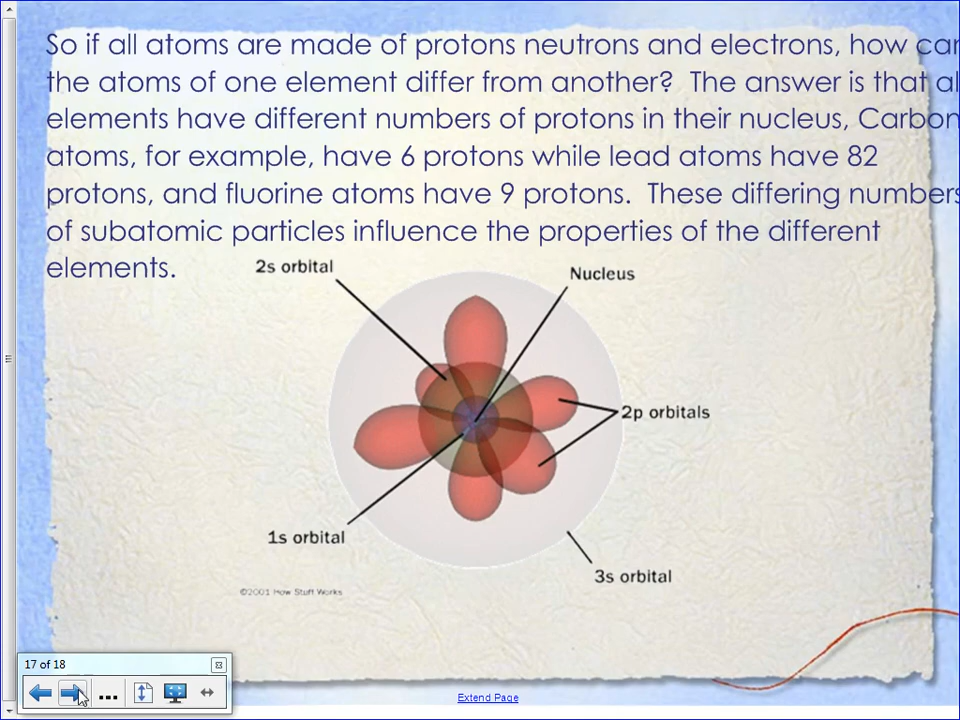 So if all atoms are made of protons neutrons and electrons, how can
the atoms of one element differ from another? The answer is that al
elements have different numbers of protons in their nucleus, Carbon
atoms, for example, have 6 protons while lead atoms have 82
protons, and fluorine atoms have 9 protons. These differing numbers
of subatomic particles influence the properties of the different
elements.
2s orbital
Nucleus
2p orbitals
1s orbital
3s orbital
©2001 How Stuff Works
17 of 18
Extend Page